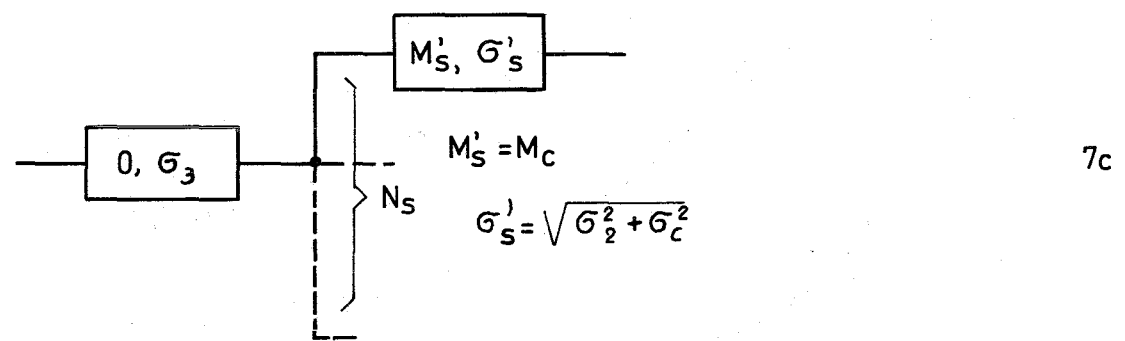 M's, σ's
0, σ3
M's = Mc
7c
Ns
σ's = √σ2² + σc²